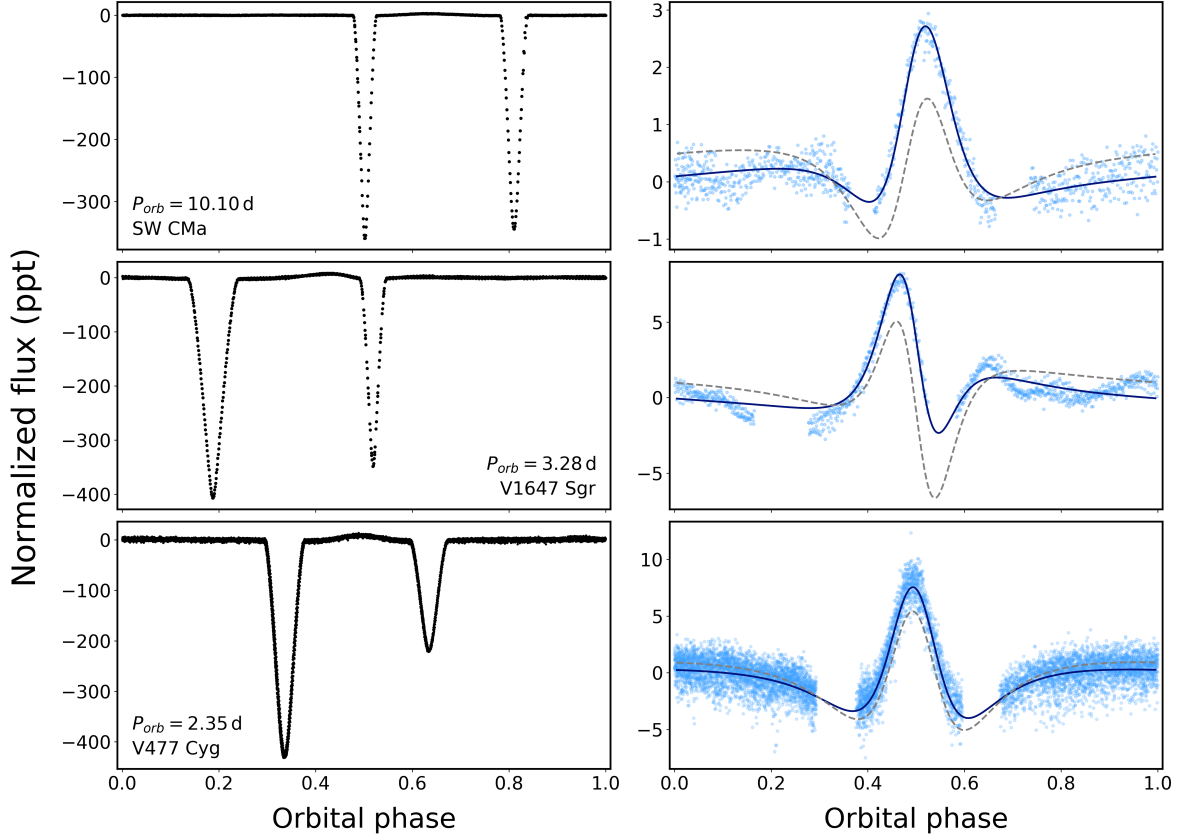 Normalized flux (ppt)
0
−100
−200
−300
P_orb = 10.10 d
SW CMa
3
2
1
0
−1
0
−100
−200
−300
−400
P_orb = 3.28 d
V1647 Sgr
5
0
−5
0
−100
−200
−300
−400
P_orb = 2.35 d
V477 Cyg
0.0 0.2 0.4 0.6 0.8 1.0
Orbital phase
10
5
0
−5
0.0 0.2 0.4 0.6 0.8 1.0
Orbital phase